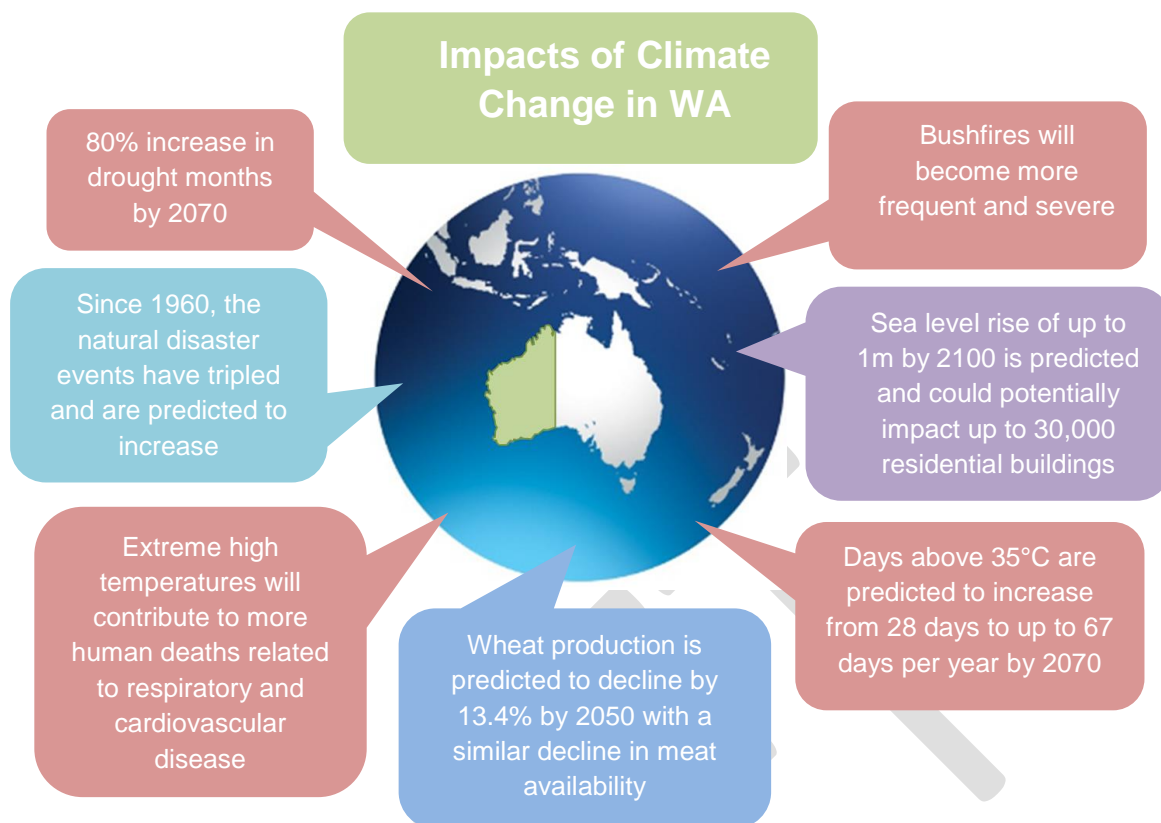 Impacts of Climate
Change in WA
80% increase in
drought months
by 2070
Bushfires will
become more
frequent and severe
Since 1960, the
natural disaster
events have tripled
and are predicted to
increase
Sea level rise of up to
1m by 2100 is predicted
and could potentially
impact up to 30,000
residential buildings
Extreme high
temperatures will
contribute to more
human deaths related
to respiratory and
cardiovascular
disease
Wheat production is
predicted to decline by
13.4% by 2050 with a
similar decline in meat
availability
Days above 35°C are
predicted to increase
from 28 days to up to 67
days per year by 2070